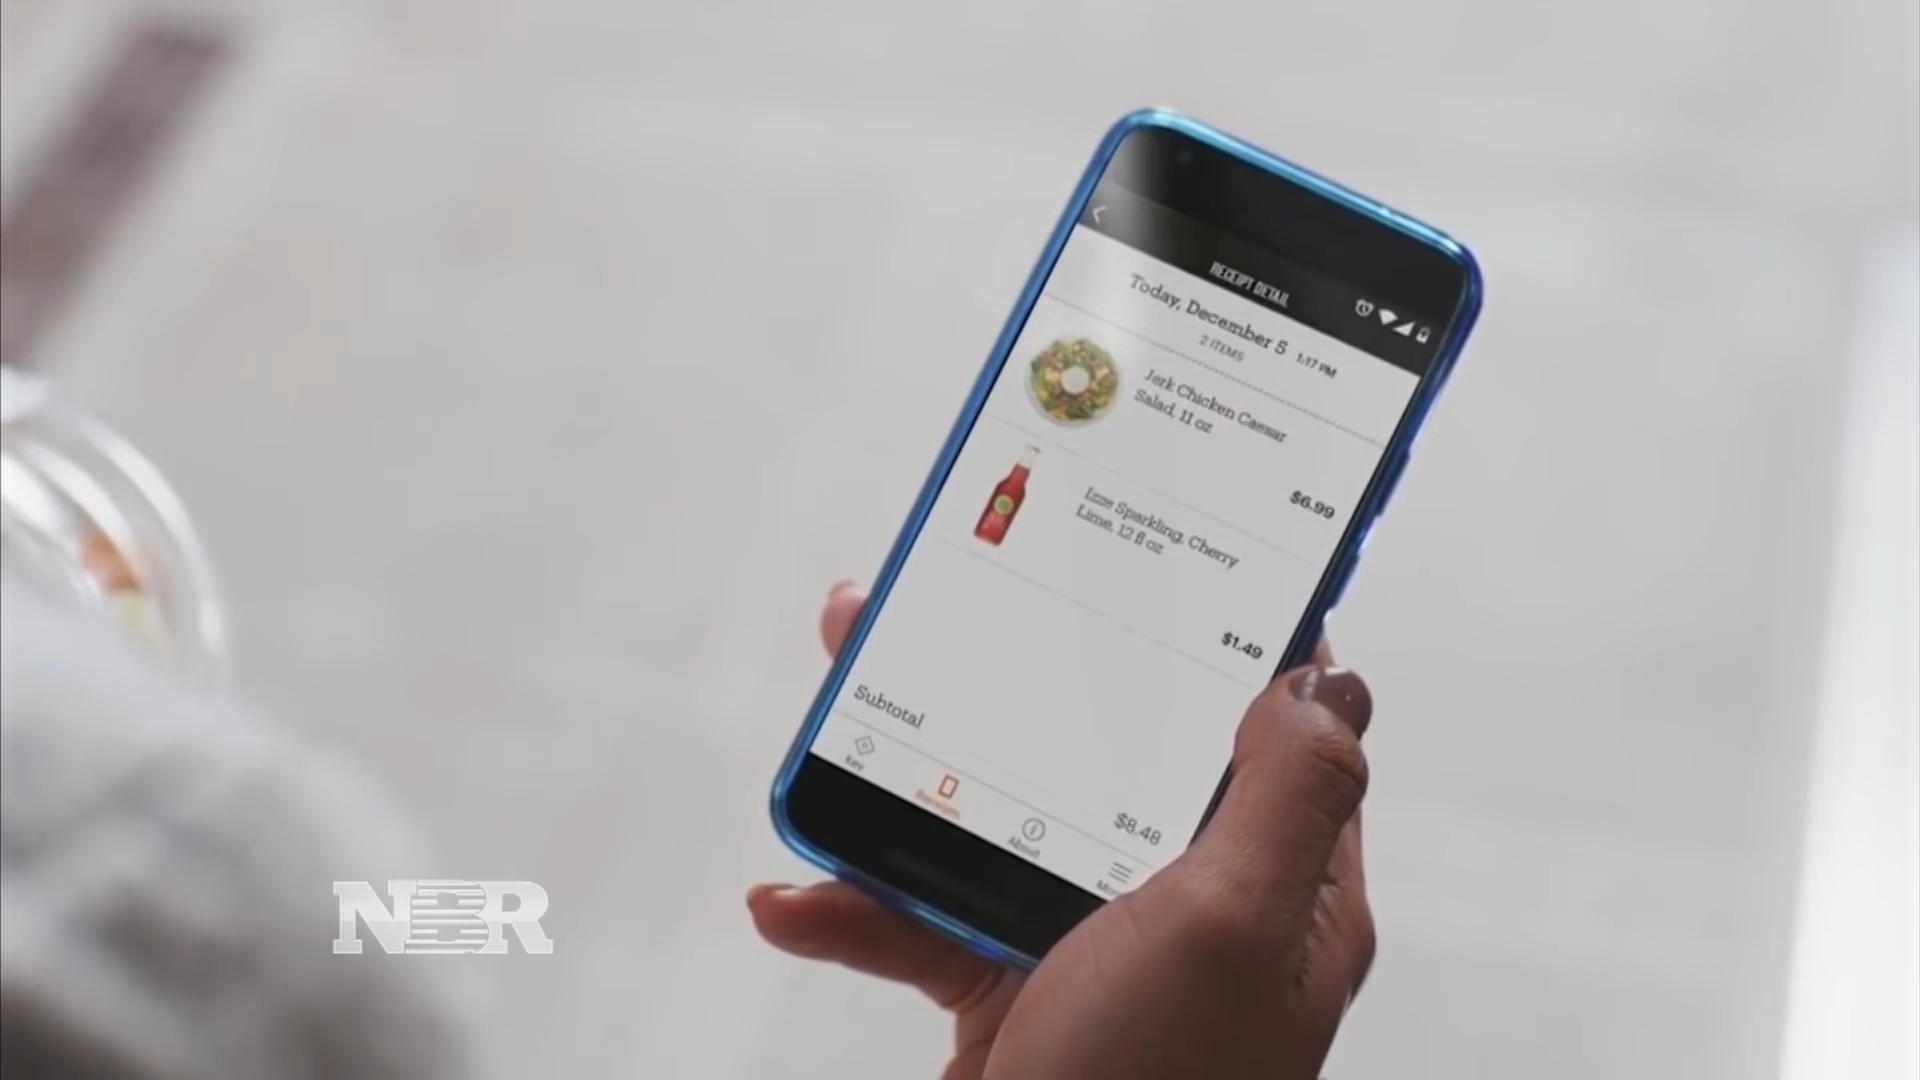 RECEIPT DETAIL
Today, December 5 1:17 PM
2 ITEMS
Jerk Chicken Caesar
Salad, 11 oz
$6.99
Izze Sparkling, Cherry
Lime, 12 fl oz
$1.49
Subtotal
$8.48
Key
Receipts
About
NBR